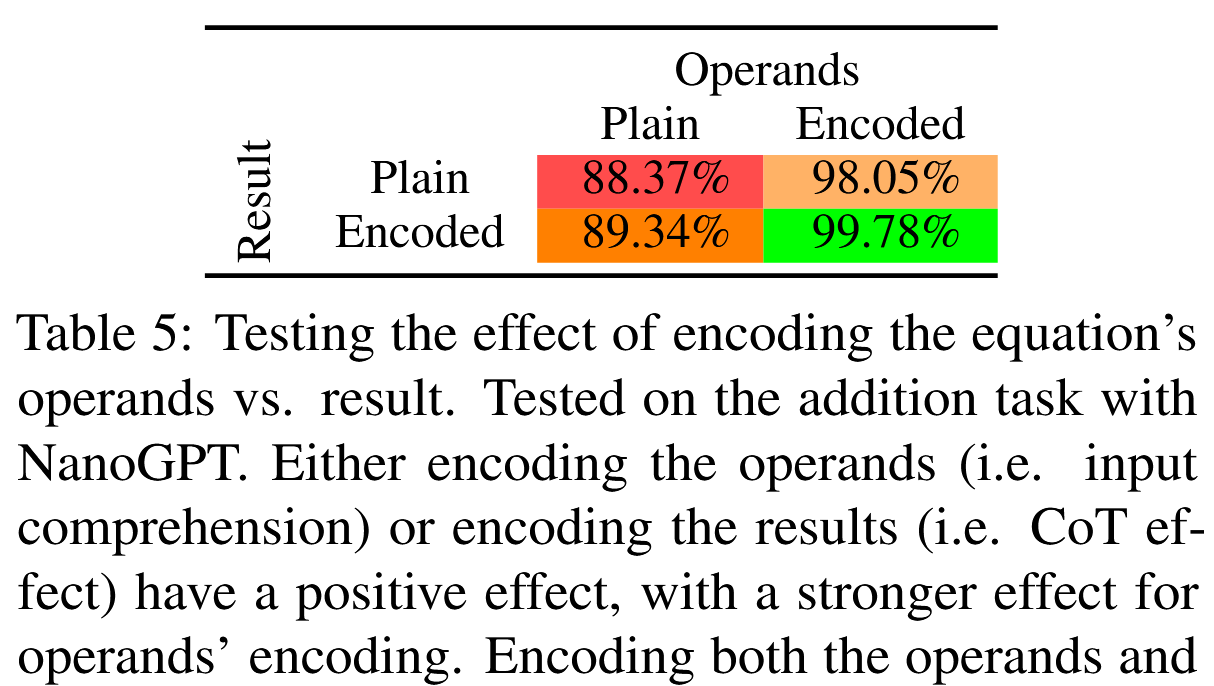 Operands
Plain Encoded
Result
Plain 88.37% 98.05%
Encoded 89.34% 99.78%
Table 5: Testing the effect of encoding the equation's
operands vs. result. Tested on the addition task with
NanoGPT. Either encoding the operands (i.e. input
comprehension) or encoding the results (i.e. CoT ef-
fect) have a positive effect, with a stronger effect for
operands' encoding. Encoding both the operands and